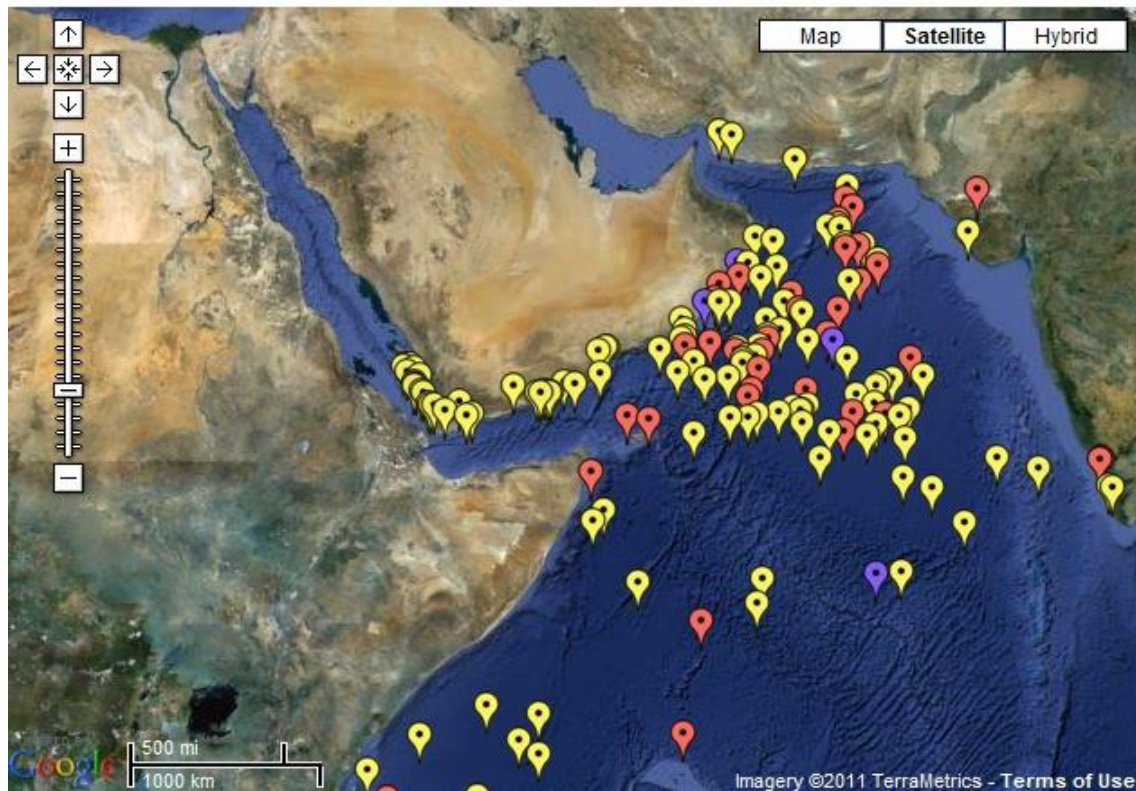 Map Satellite Hybrid
Google
500 mi
1000 km
Imagery ©2011 TerraMetrics - Terms of Use